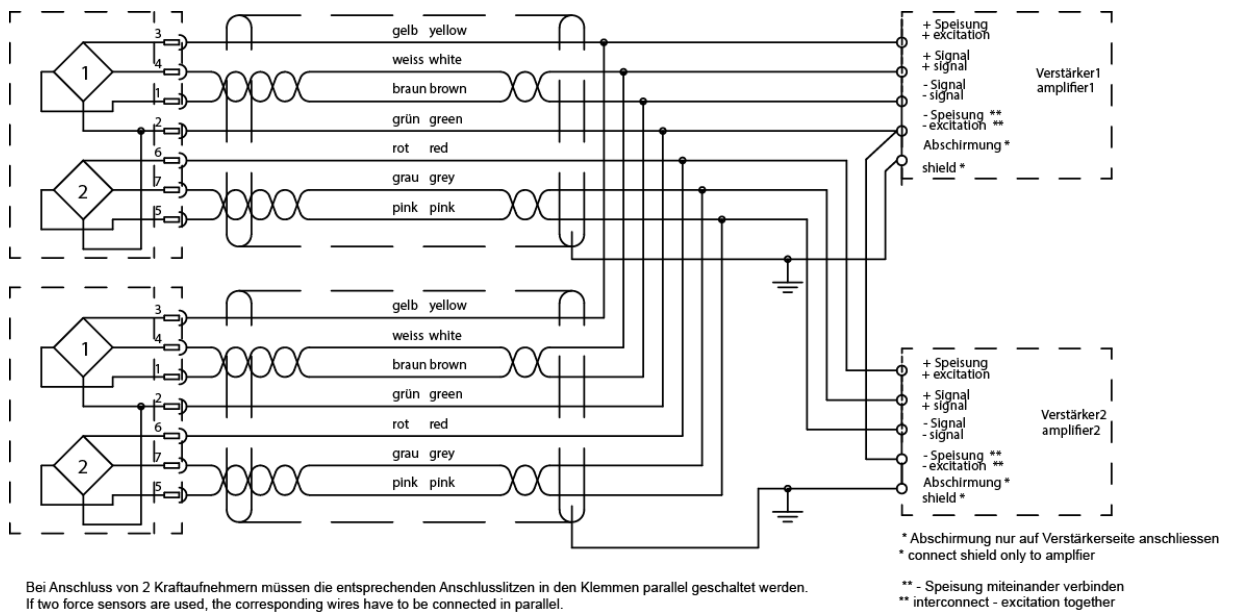 3 gelb yellow
4 weiss white
1 1 braun brown
2 grün green
6 rot red
2 7 grau grey
5 pink pink
+ Speisung
+ excitation
+ Signal
+ signal
- Signal
- signal
- Speisung **
- excitation **
Abschirmung *
shield *
Verstärker1
amplifier1
3 gelb yellow
4 weiss white
1 1 braun brown
2 grün green
6 rot red
2 7 grau grey
5 pink pink
+ Speisung
+ excitation
+ Signal
+ signal
- Signal
- signal
- Speisung **
- excitation **
Abschirmung *
shield *
Verstärker2
amplifier2
* Abschirmung nur auf Verstärkerseite anschliessen
* connect shield only to amplfier
** - Speisung miteinander verbinden
** interconnect - excitation together
Bei Anschluss von 2 Kraftaufnehmern müssen die entsprechenden Anschlusslitzen in den Klemmen parallel geschaltet werden.
If two force sensors are used, the corresponding wires have to be connected in parallel.